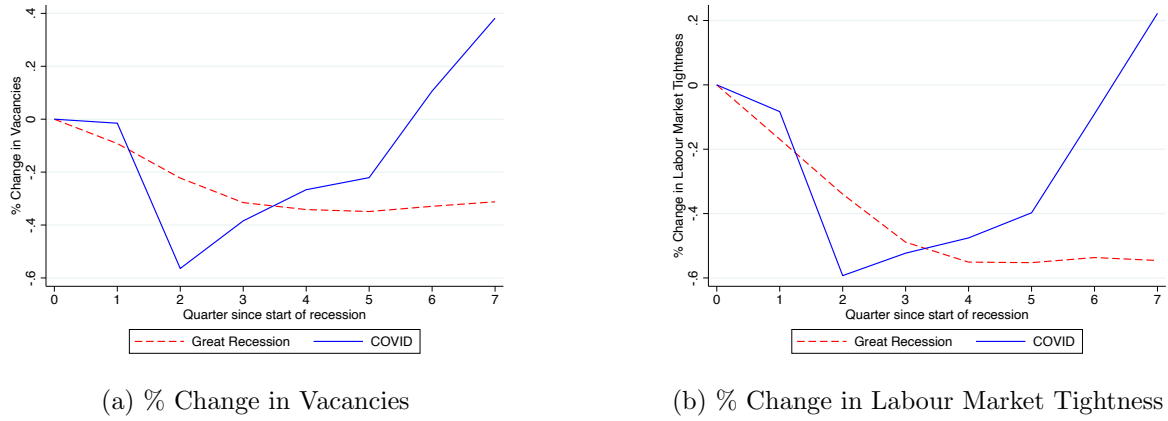 % Change in Vacancies
.4
.2
0
-.2
-.4
-.6
0 1 2 3 4 5 6 7
Quarter since start of recession
Great Recession COVID
(a) % Change in Vacancies
% Change in Labour Market Tightness
.2
0
-.2
-.4
-.6
0 1 2 3 4 5 6 7
Quarter since start of recession
Great Recession COVID
(b) % Change in Labour Market Tightness